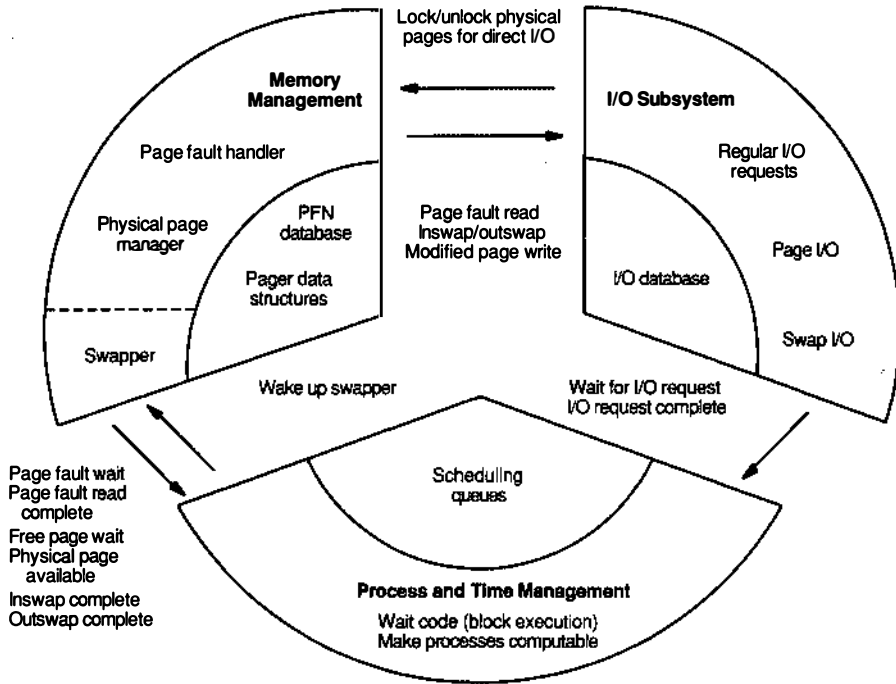 Lock/unlock physical
pages for direct I/O
Memory
Management
I/O Subsystem
Page fault handler
Regular I/O
requests
Physical page
manager
PFN
database
Page fault read
Inswap/outswap
Modified page write
Page I/O
Pager data
structures
I/O database
Swapper
Swap I/O
Wake up swapper
Wait for I/O request
I/O request complete
Page fault wait
Page fault read
complete
Free page wait
Physical page
available
Inswap complete
Outswap complete
Scheduling
queues
Process and Time Management
Wait code (block execution)
Make processes computable